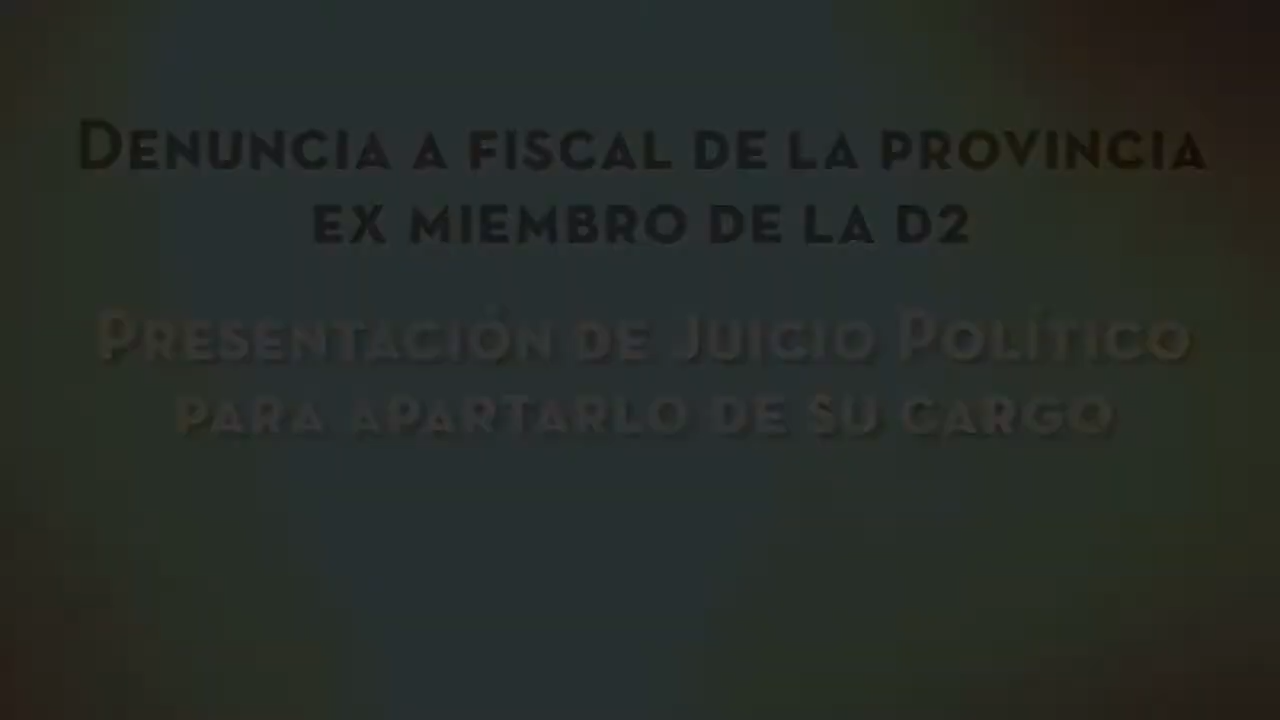 Denuncia a fiscal de la provincia
ex miembro de la D2
Presentación de Juicio Político
para apartarlo de su cargo